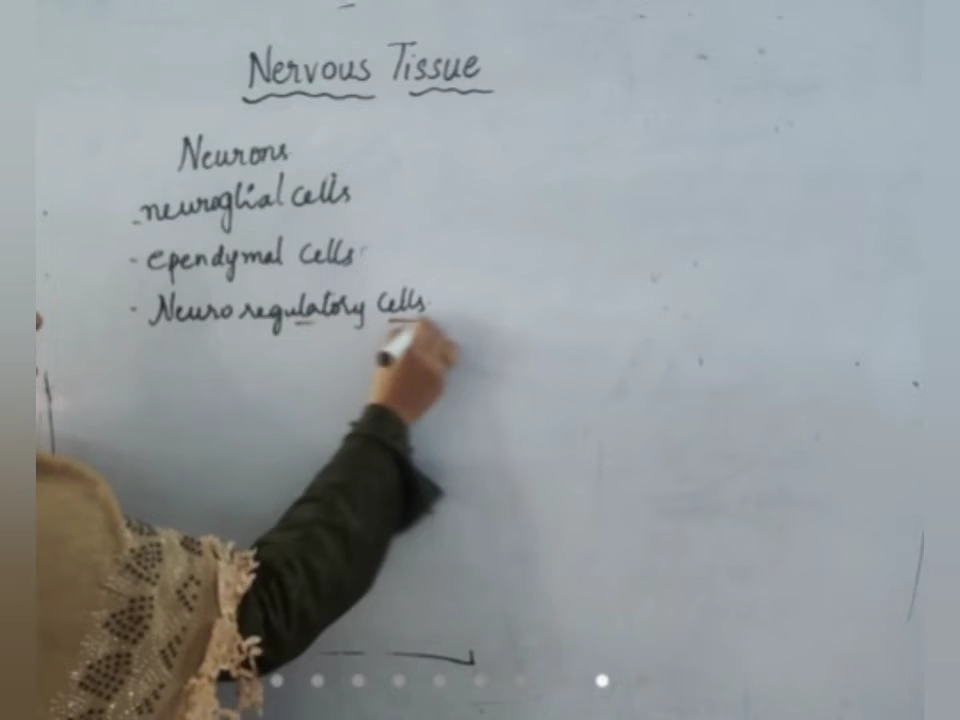 Nervous Tissue
Neurons
-neuroglial cells
- ependymal cells
- Neuro regulatory cells